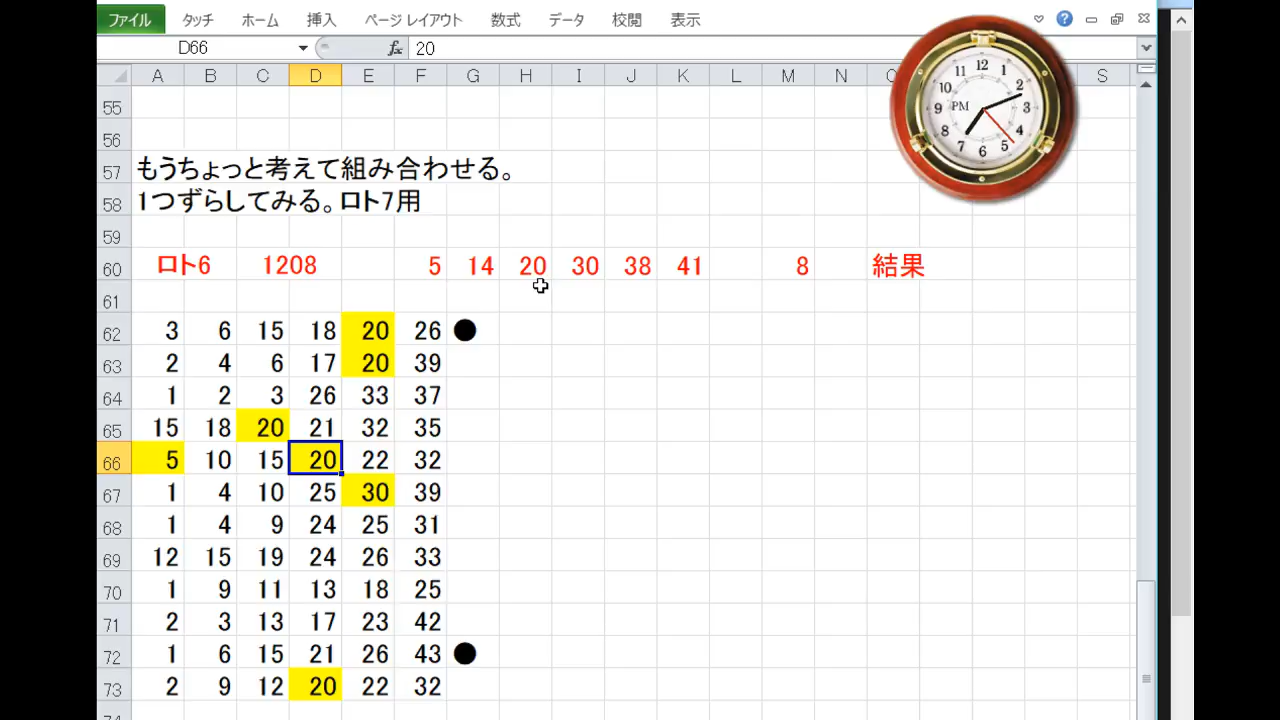 ファイル タッチ ホーム 挿入 ページ レイアウト 数式 データ 校閲 表示
D66 fx 20
A B C D E F G H I J K L M N S
55
56
57 もうちょっと考えて組み合わせる。
58 1つずらしてみる。ロト7用
59
60 ロト6 1208 5 14 20 30 38 41 8 結果
61
62 3 6 15 18 20 26 ●
63 2 4 6 17 20 39
64 1 2 3 26 33 37
65 15 18 20 21 32 35
66 5 10 15 20 22 32
67 1 4 10 25 30 39
68 1 4 9 24 25 31
69 12 15 19 24 26 33
70 1 9 11 13 18 25
71 2 3 13 17 23 42
72 1 6 15 21 26 43 ●
73 2 9 12 20 22 32
12 1 2 3 4 5 6 7 8 9 10 11
PM